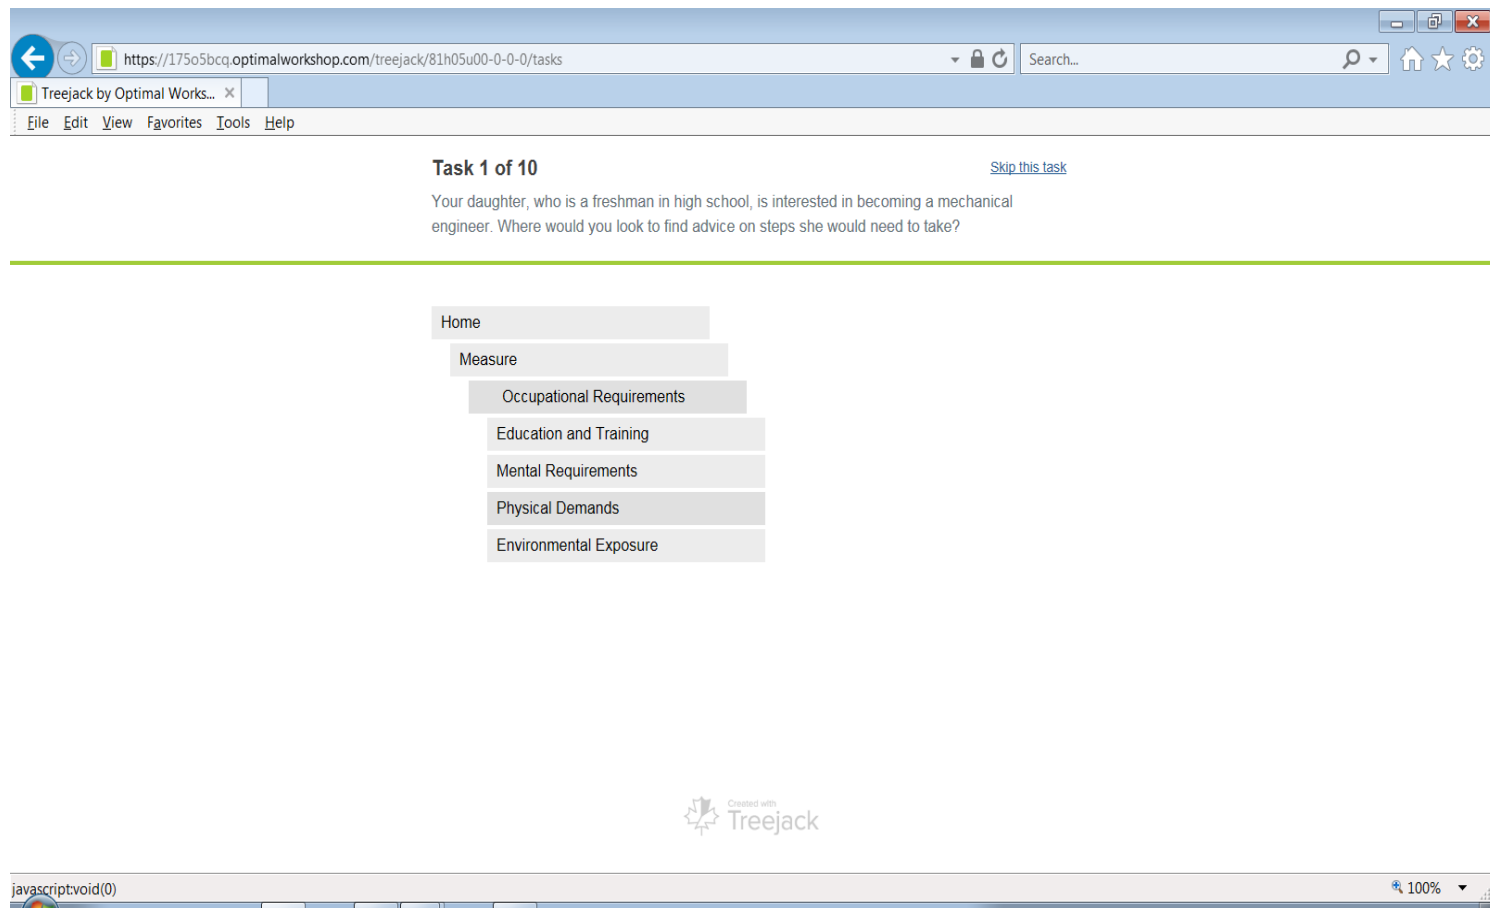 https://175o5bcq.optimalworkshop.com/treejack/81h05u00-0-0-0/tasks
Search...
Treejack by Optimal Works...
File Edit View Favorites Tools Help
Task 1 of 10
Skip this task
Your daughter, who is a freshman in high school, is interested in becoming a mechanical
engineer. Where would you look to find advice on steps she would need to take?
Home
Measure
Occupational Requirements
Education and Training
Mental Requirements
Physical Demands
Environmental Exposure
Created with
Treejack
javascript:void(0)
100%